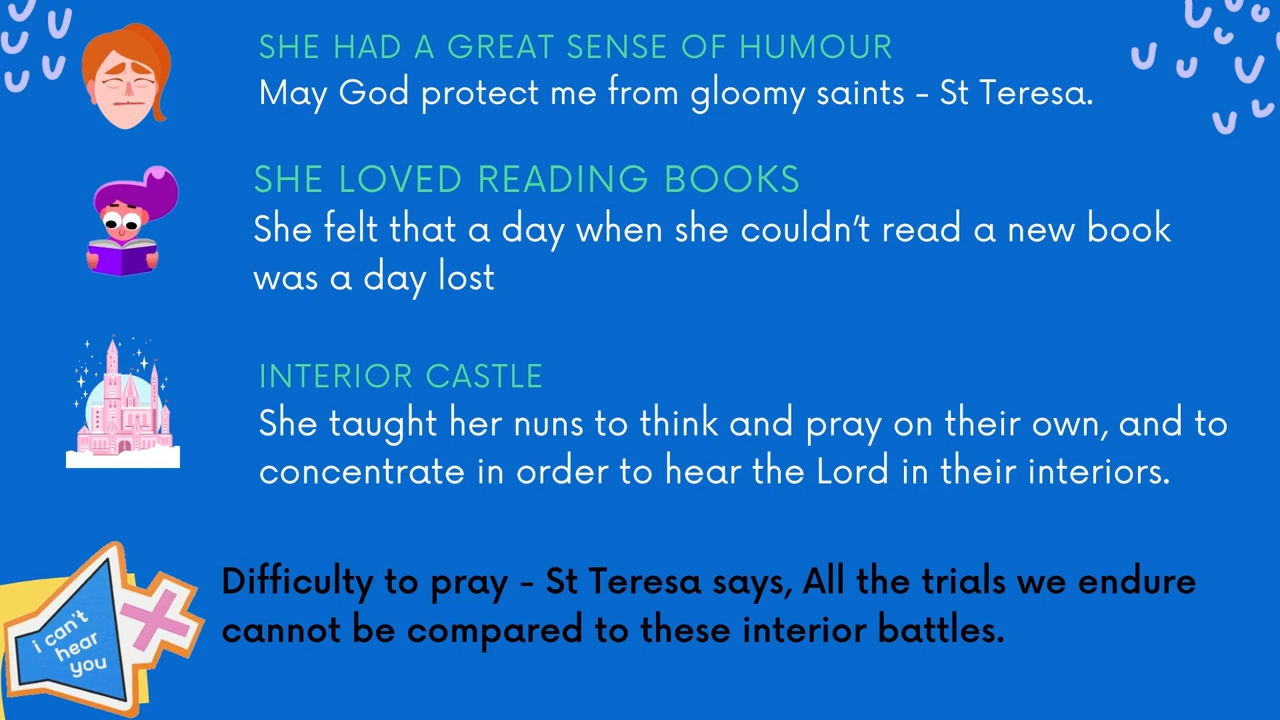 SHE HAD A GREAT SENSE OF HUMOUR
May God protect me from gloomy saints - St Teresa.
SHE LOVED READING BOOKS
She felt that a day when she couldn't read a new book
was a day lost
INTERIOR CASTLE
She taught her nuns to think and pray on their own, and to
concentrate in order to hear the Lord in their interiors.
Difficulty to pray - St Teresa says, All the trials we endure
cannot be compared to these interior battles.
i can't
hear
you